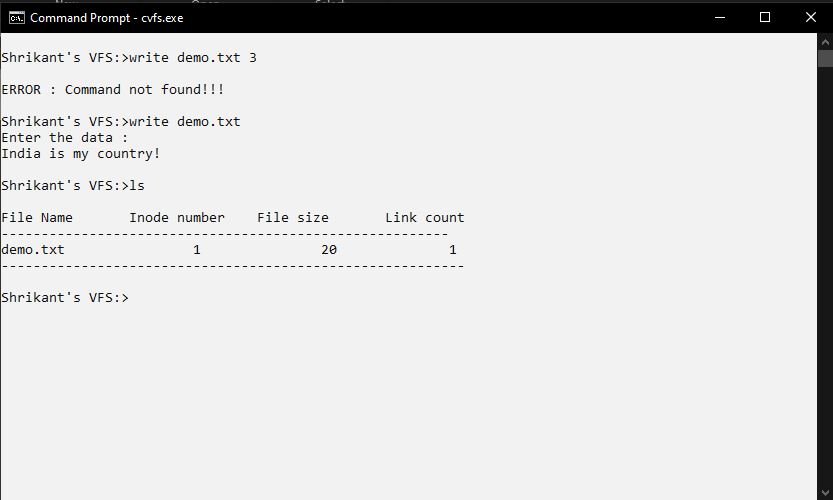 Command Prompt - cvfs.exe
Shrikant's VFS:>write demo.txt 3
ERROR : Command not found!!!
Shrikant's VFS:>write demo.txt
Enter the data :
India is my country!
Shrikant's VFS:>ls
File Name       Inode number    File size       Link count
--------------------------------------------------------
demo.txt                1               20              1
----------------------------------------------------------
Shrikant's VFS:>